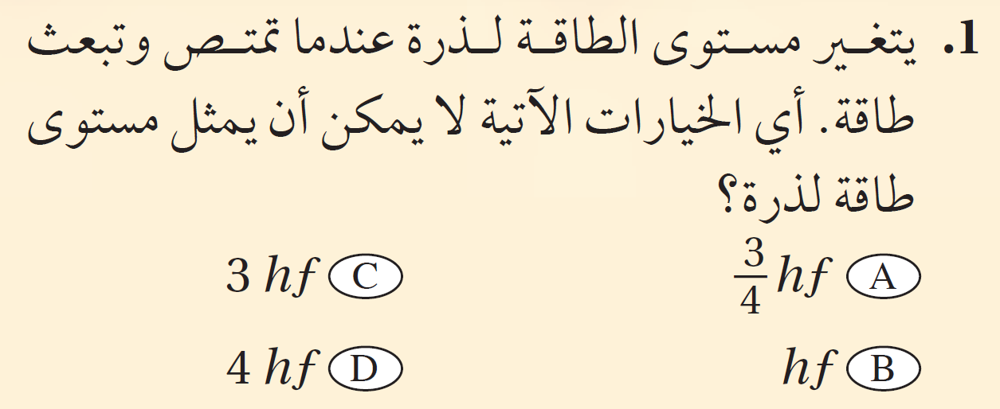 1. يتغير مستوى الطاقة لذرة عندما تمتص وتبعث
طاقة. أي الخيارات الآتية لا يمكن أن يمثل مستوى
طاقة لذرة؟
A 3/4 hf C 3 hf
B hf D 4 hf